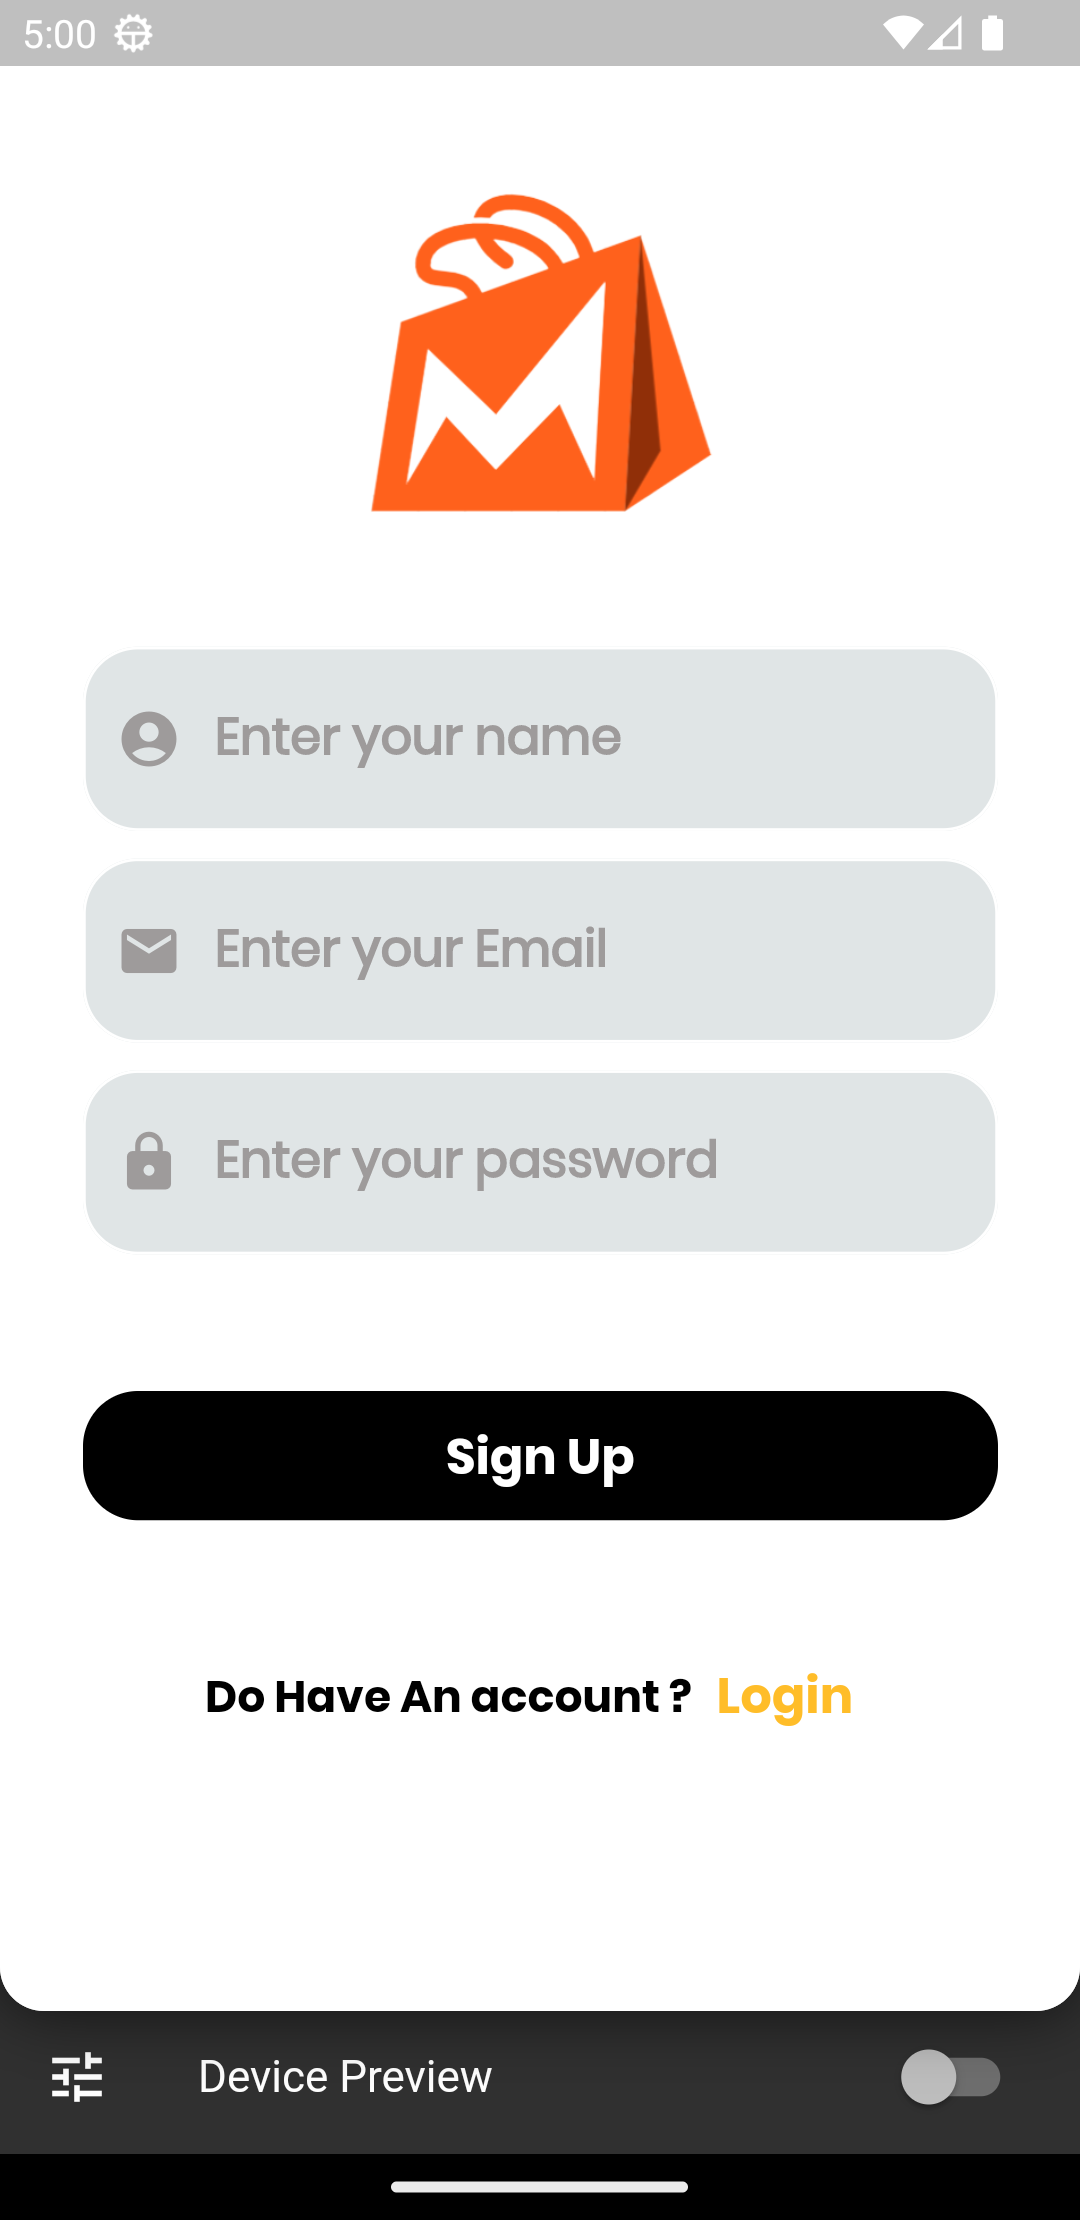 5:00
Enter your name
Enter your Email
Enter your password
Sign Up
Do Have An account ? Login
Device Preview